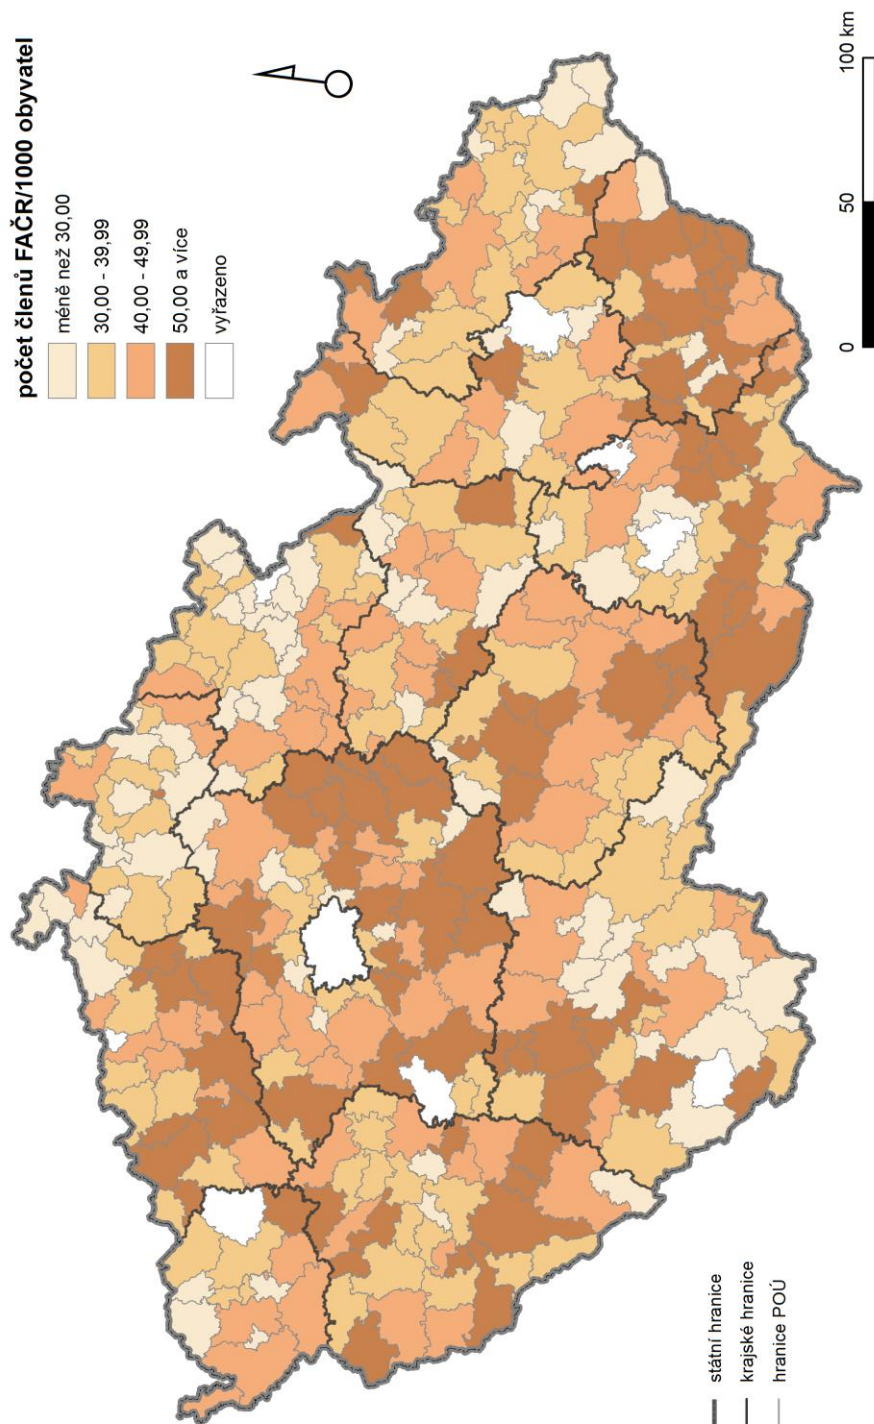 počet členů FAČR/1000 obyvatel
méně než 30,00
30,00 - 39,99
40,00 - 49,99
50,00 a více
vyřazeno
státní hranice
krajské hranice
hranice POÚ
0 50 100 km